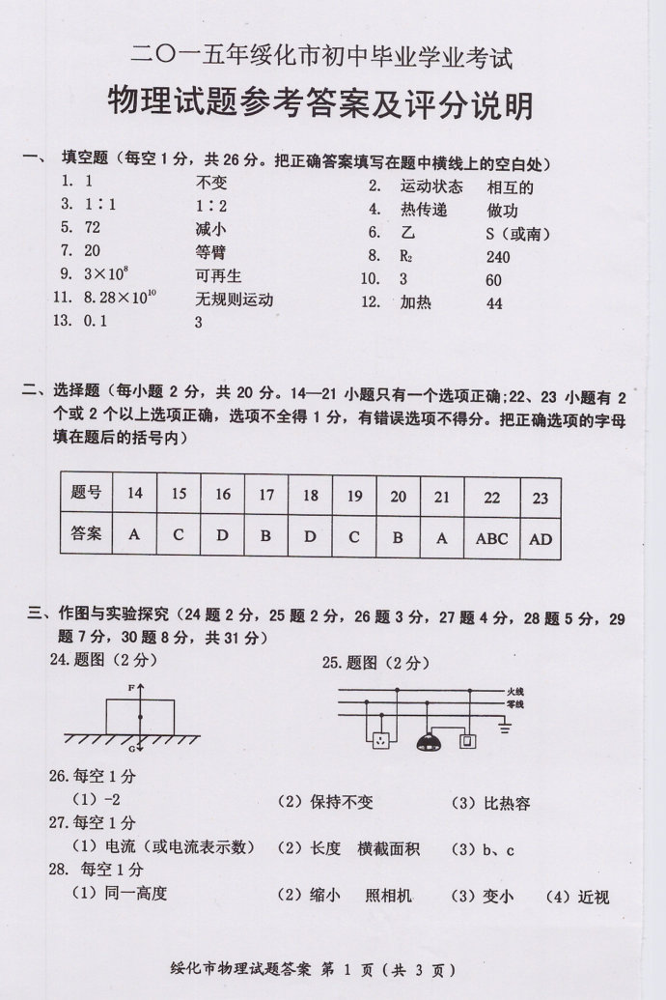 二〇一五年绥化市初中毕业学业考试
物理试题参考答案及评分说明
一、 填空题（每空1分，共26分。把正确答案填写在题中横线上的空白处）
1. 1 不变 2. 运动状态 相互的
3. 1∶1 1∶2 4. 热传递 做功
5. 72 减小 6. 乙 S（或南）
7. 20 等臂 8. R₂ 240
9. 3×10⁸ 可再生 10. 3 60
11. 8.28×10¹⁰ 无规则运动 12. 加热 44
13. 0.1 3
二、选择题（每小题 2 分，共 20 分。14—21 小题只有一个选项正确;22、23 小题有 2
个或 2 个以上选项正确，选项不全得 1 分，有错误选项不得分。把正确选项的字母
填在题后的括号内）
题号 14 15 16 17 18 19 20 21 22 23
答案 A C D B D C B A ABC AD
三、作图与实验探究（24题2分，25题2分，26题3分，27题4分，28题5分，29
题7分，30题8分，共31分）
24.题图（2分） 25.题图（2分）
F
G
火线
零线
26.每空1分
（1）-2 （2）保持不变 （3）比热容
27.每空1分
（1）电流（或电流表示数） （2）长度 横截面积 （3）b、c
28. 每空1分
（1）同一高度 （2）缩小 照相机 （3）变小 （4）近视
绥化市物理试题答案 第 1 页（共 3 页）